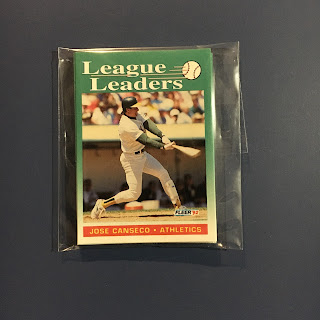 League
Leaders
FLEER '92
JOSE CANSECO • ATHLETICS